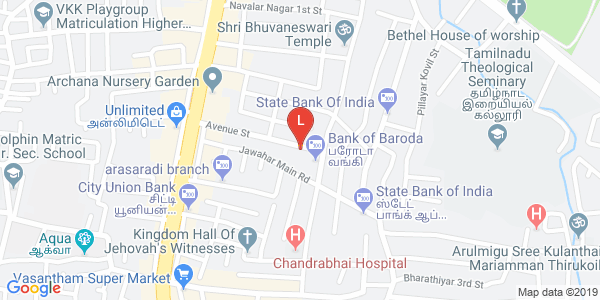 Navalar Nagar 1st St
VKK Playgroup
Matriculation Higher...
Shri Bhuvaneswari
Temple
Bethel House of worship
Tamilnadu
Theological
Seminary
தமிழ்நாட்
இறையியல்
கல்லூரி
Pillayar Kovil St
Archana Nursery Garden
State Bank Of India
Unlimited
அன்லிமிடெட்
Avenue St
L
Bank of Baroda
பரோடா
வங்கி
olphin Matric
r. Sec. School
Jawahar Main Rd
arasaradi branch
City Union Bank
சிட்டி
யூனியன்...
State Bank of India
ஸ்டேட்
பாங்க் ஆப்...
Aqua
ஆக்வா
Kingdom Hall Of
Jehovah's Witnesses
Chandrabhai Hospital
Arulmigu Sree Kulanthai
Mariamman Thirukoil
Vasantham Super Market
Bharathiyar 3rd St
Google
Map data ©2019